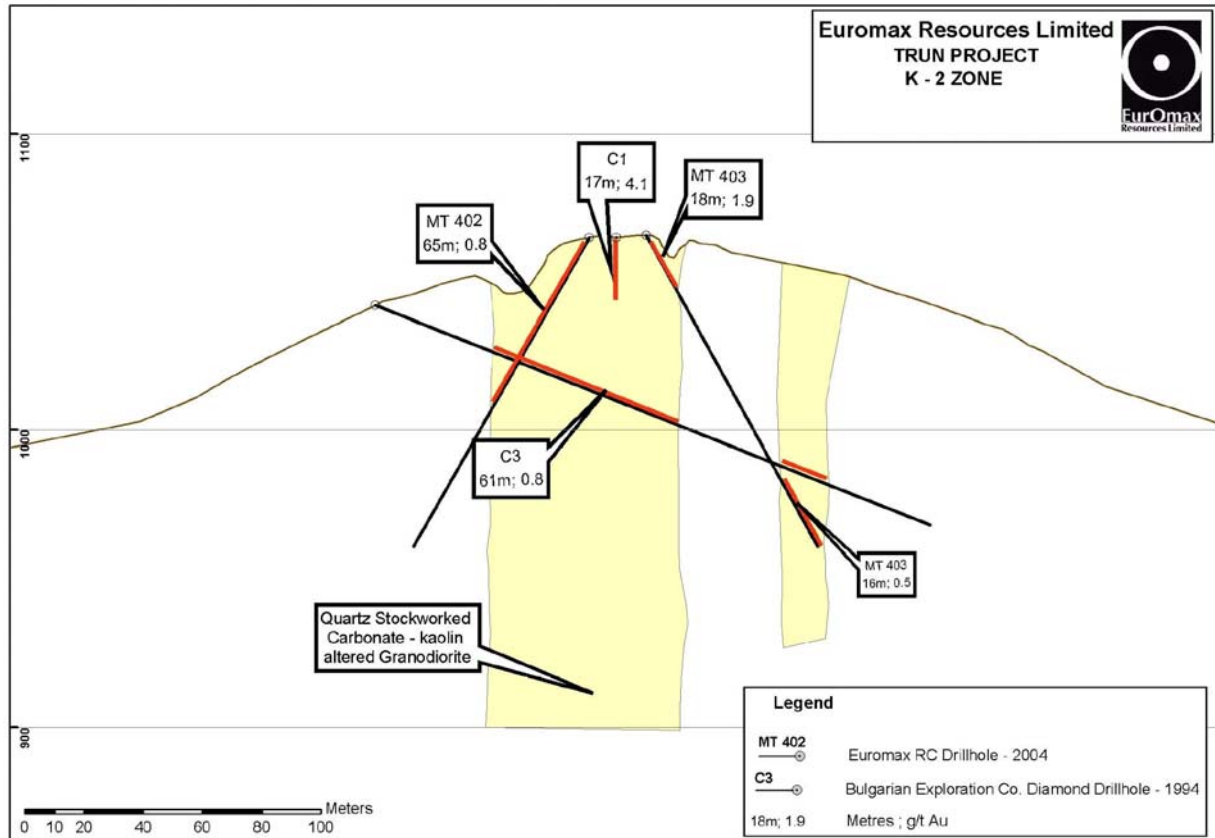 Euromax Resources Limited
TRUN PROJECT
K - 2 ZONE
EurOmax
Resources Limited
1100
C1
17m; 4.1
MT 403
18m; 1.9
MT 402
65m; 0.8
1000
C3
61m; 0.8
MT 403
16m; 0.5
Quartz Stockworked
Carbonate - kaolin
altered Granodiorite
900
Legend
MT 402
Euromax RC Drillhole - 2004
C3
Bulgarian Exploration Co. Diamond Drillhole - 1994
18m; 1.9 Metres ; g/t Au
Meters
0 10 20 40 60 80 100